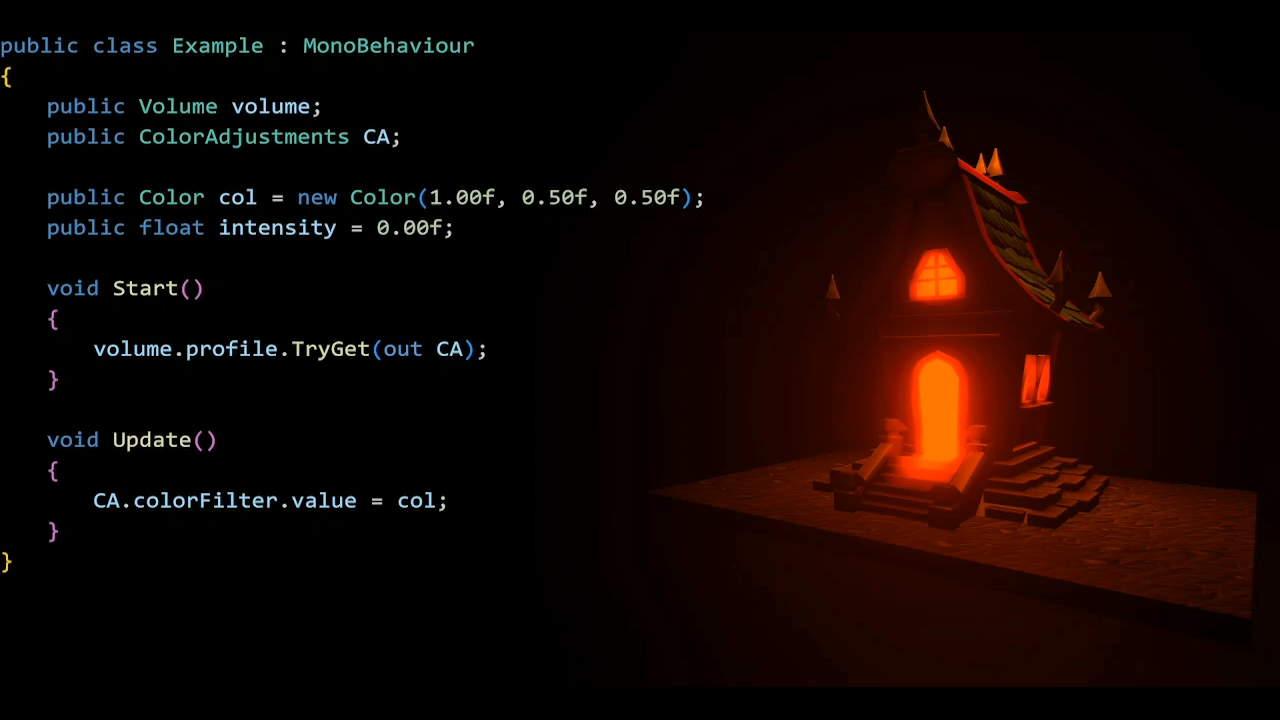 public class Example : MonoBehaviour
{
    public Volume volume;
    public ColorAdjustments CA;
    public Color col = new Color(1.00f, 0.50f, 0.50f);
    public float intensity = 0.00f;
    void Start()
    {
        volume.profile.TryGet(out CA);
    }
    void Update()
    {
        CA.colorFilter.value = col;
    }
}